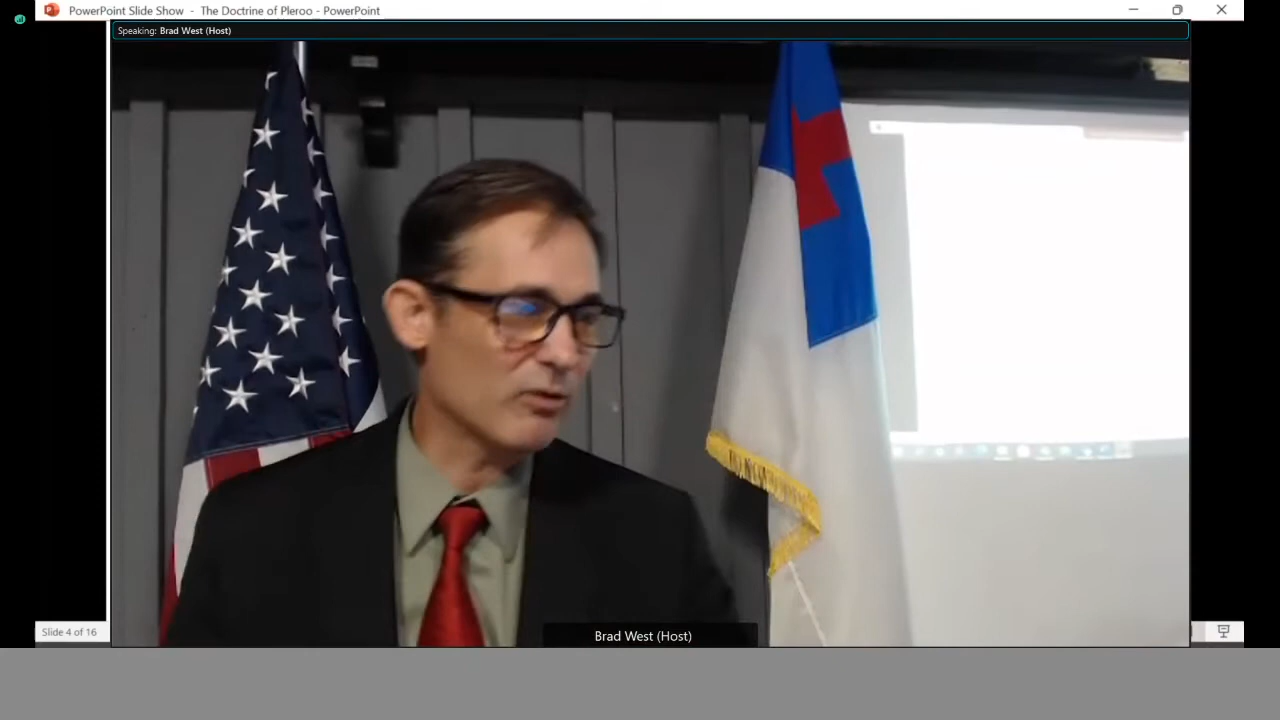 PowerPoint Slide Show - The Doctrine of Pleroo - PowerPoint
Speaking: Brad West (Host)
Brad West (Host)
Slide 4 of 16